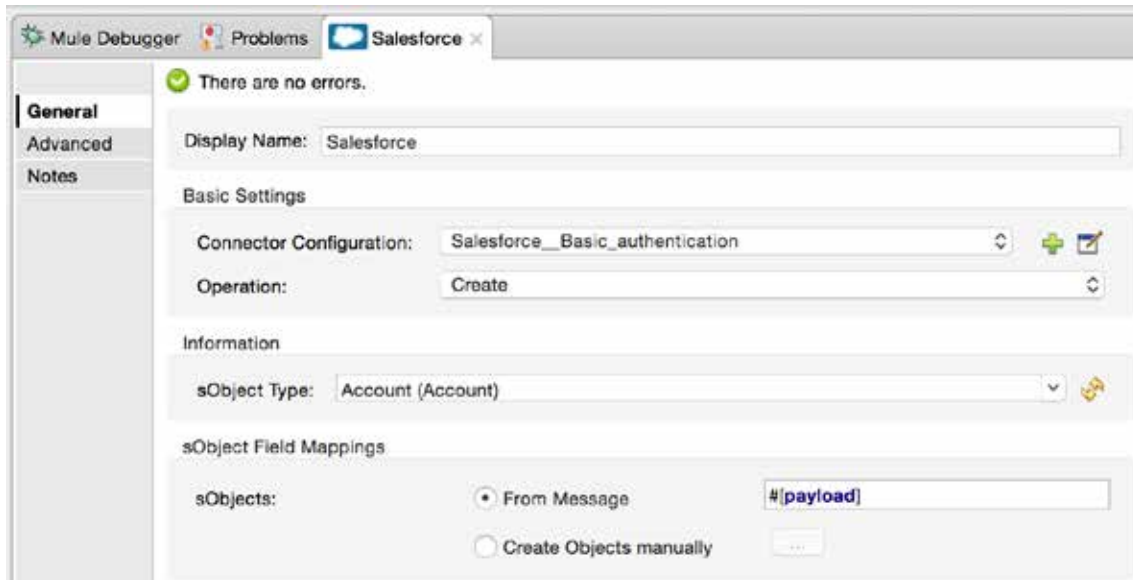 Mule Debugger Problems Salesforce
There are no errors.
General
Advanced
Notes
Display Name: Salesforce
Basic Settings
Connector Configuration: Salesforce__Basic_authentication
Operation: Create
Information
sObject Type: Account (Account)
sObject Field Mappings
sObjects: From Message #[payload]
Create Objects manually ...